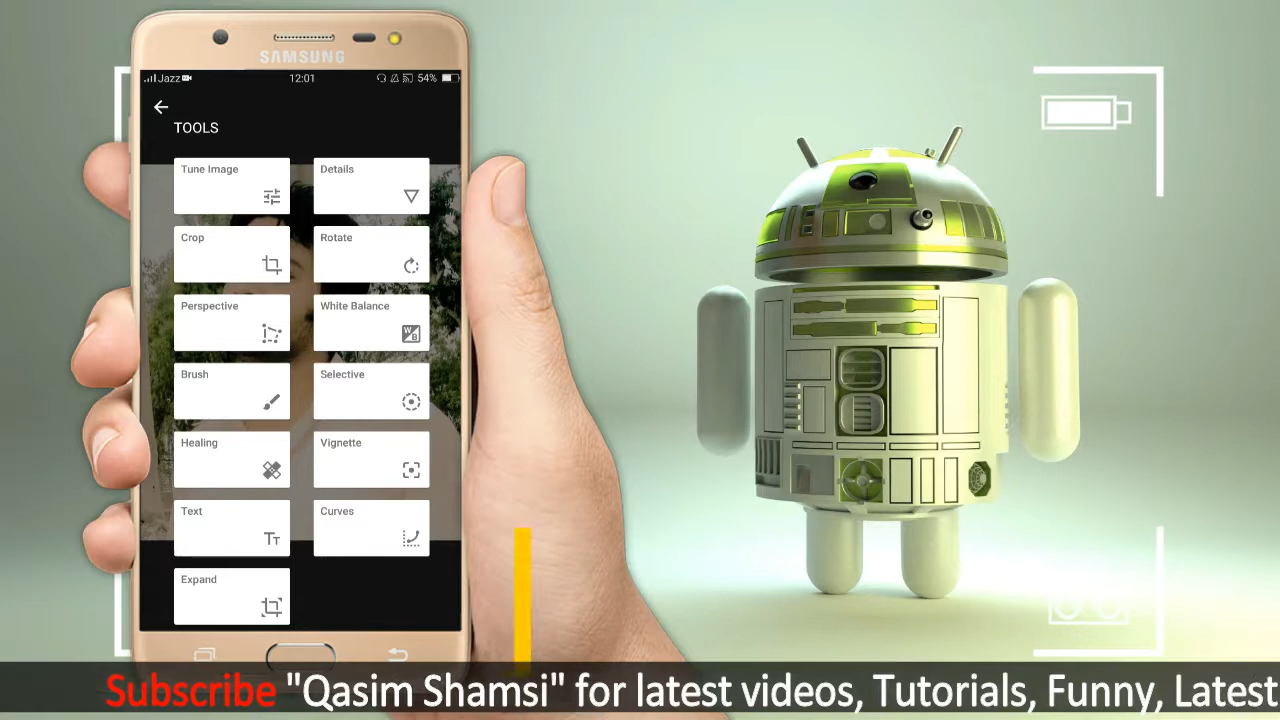 SAMSUNG
Jazz 12:01 54%
TOOLS
Tune Image Details
Crop Rotate
Perspective White Balance
W
B
Brush Selective
Healing Vignette
Text Curves
TT
Expand
Subscribe "Qasim Shamsi" for latest videos, Tutorials, Funny, Latest